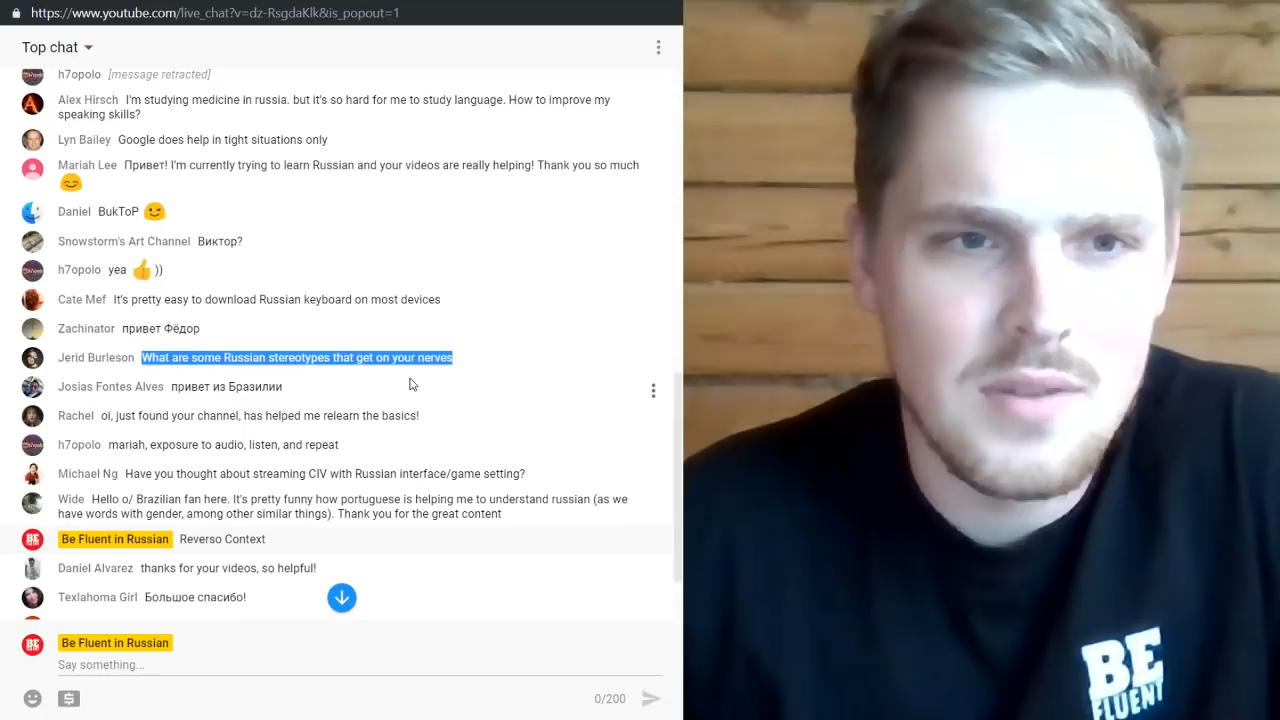 https://www.youtube.com/live_chat?v=dz-RsgdaKlk&is_popout=1
Top chat
h7opolo [message retracted]
Alex Hirsch I'm studying medicine in russia. but it's so hard for me to study language. How to improve my
speaking skills?
Lyn Bailey Google does help in tight situations only
Mariah Lee Привет! I'm currently trying to learn Russian and your videos are really helping! Thank you so much
Daniel BukToP
Snowstorm's Art Channel Виктор?
h7opolo yea ))
Cate Mef It's pretty easy to download Russian keyboard on most devices
Zachinator привет Фёдор
Jerid Burleson What are some Russian stereotypes that get on your nerves
Josias Fontes Alves привет из Бразилии
Rachel oi, just found your channel, has helped me relearn the basics!
h7opolo mariah, exposure to audio, listen, and repeat
Michael Ng Have you thought about streaming CIV with Russian interface/game setting?
Wide Hello o/ Brazilian fan here. It's pretty funny how portuguese is helping me to understand russian (as we
have words with gender, among other similar things). Thank you for the great content
Be Fluent in Russian Reverso Context
Daniel Alvarez thanks for your videos, so helpful!
Texlahoma Girl Большое спасибо!
Be Fluent in Russian
Say something...
0/200
BE
FLUENT